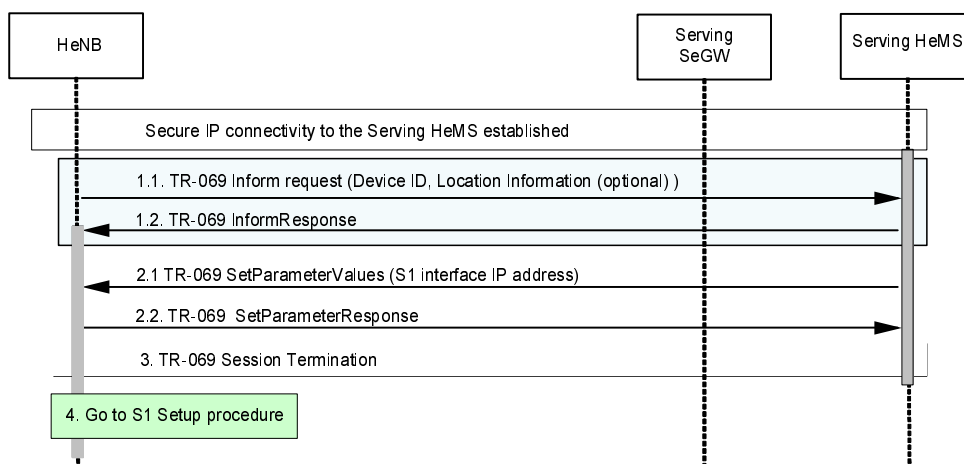 HeNB
Serving
SeGW
Serving HeMS
Secure IP connectivity to the Serving HeMS established
1.1. TR-069 Inform request (Device ID, Location Information (optional) )
1.2. TR-069 InformResponse
2.1 TR-069 SetParameterValues (S1 interface IP address)
2.2. TR-069 SetParameterResponse
3. TR-069 Session Termination
4. Go to S1 Setup procedure